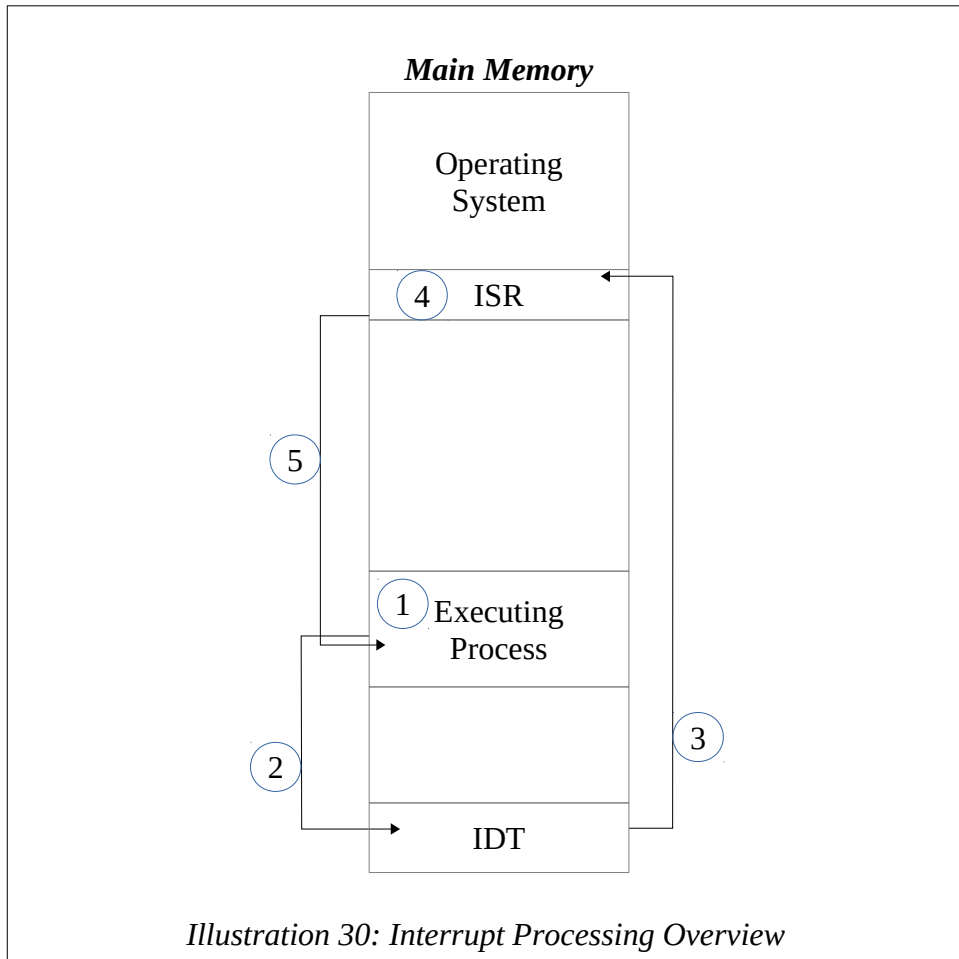 Main Memory
Operating
System
4
ISR
5
1
Executing
Process
3
2
IDT
Illustration 30: Interrupt Processing Overview